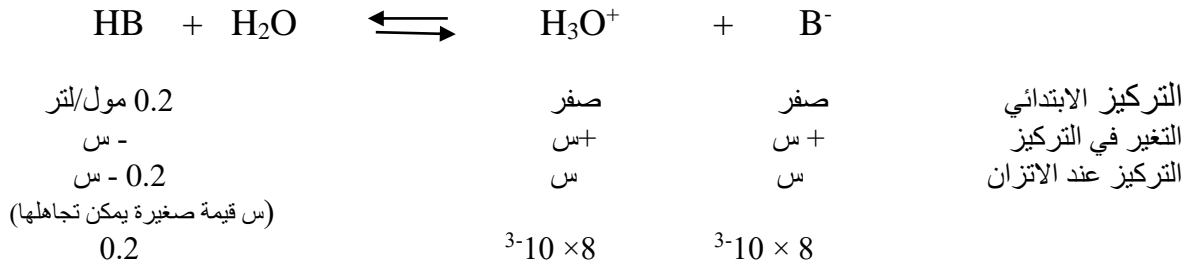 HB + H₂O ⇌ H₃O⁺ + B⁻
التركيز الابتدائي صفر صفر 0.2 مول/لتر
التغير في التركيز + س +س - س
التركيز عند الاتزان س س 0.2 - س
(س قيمة صغيرة يمكن تجاهلها)
8 × 10⁻³ 8× 10⁻³ 0.2